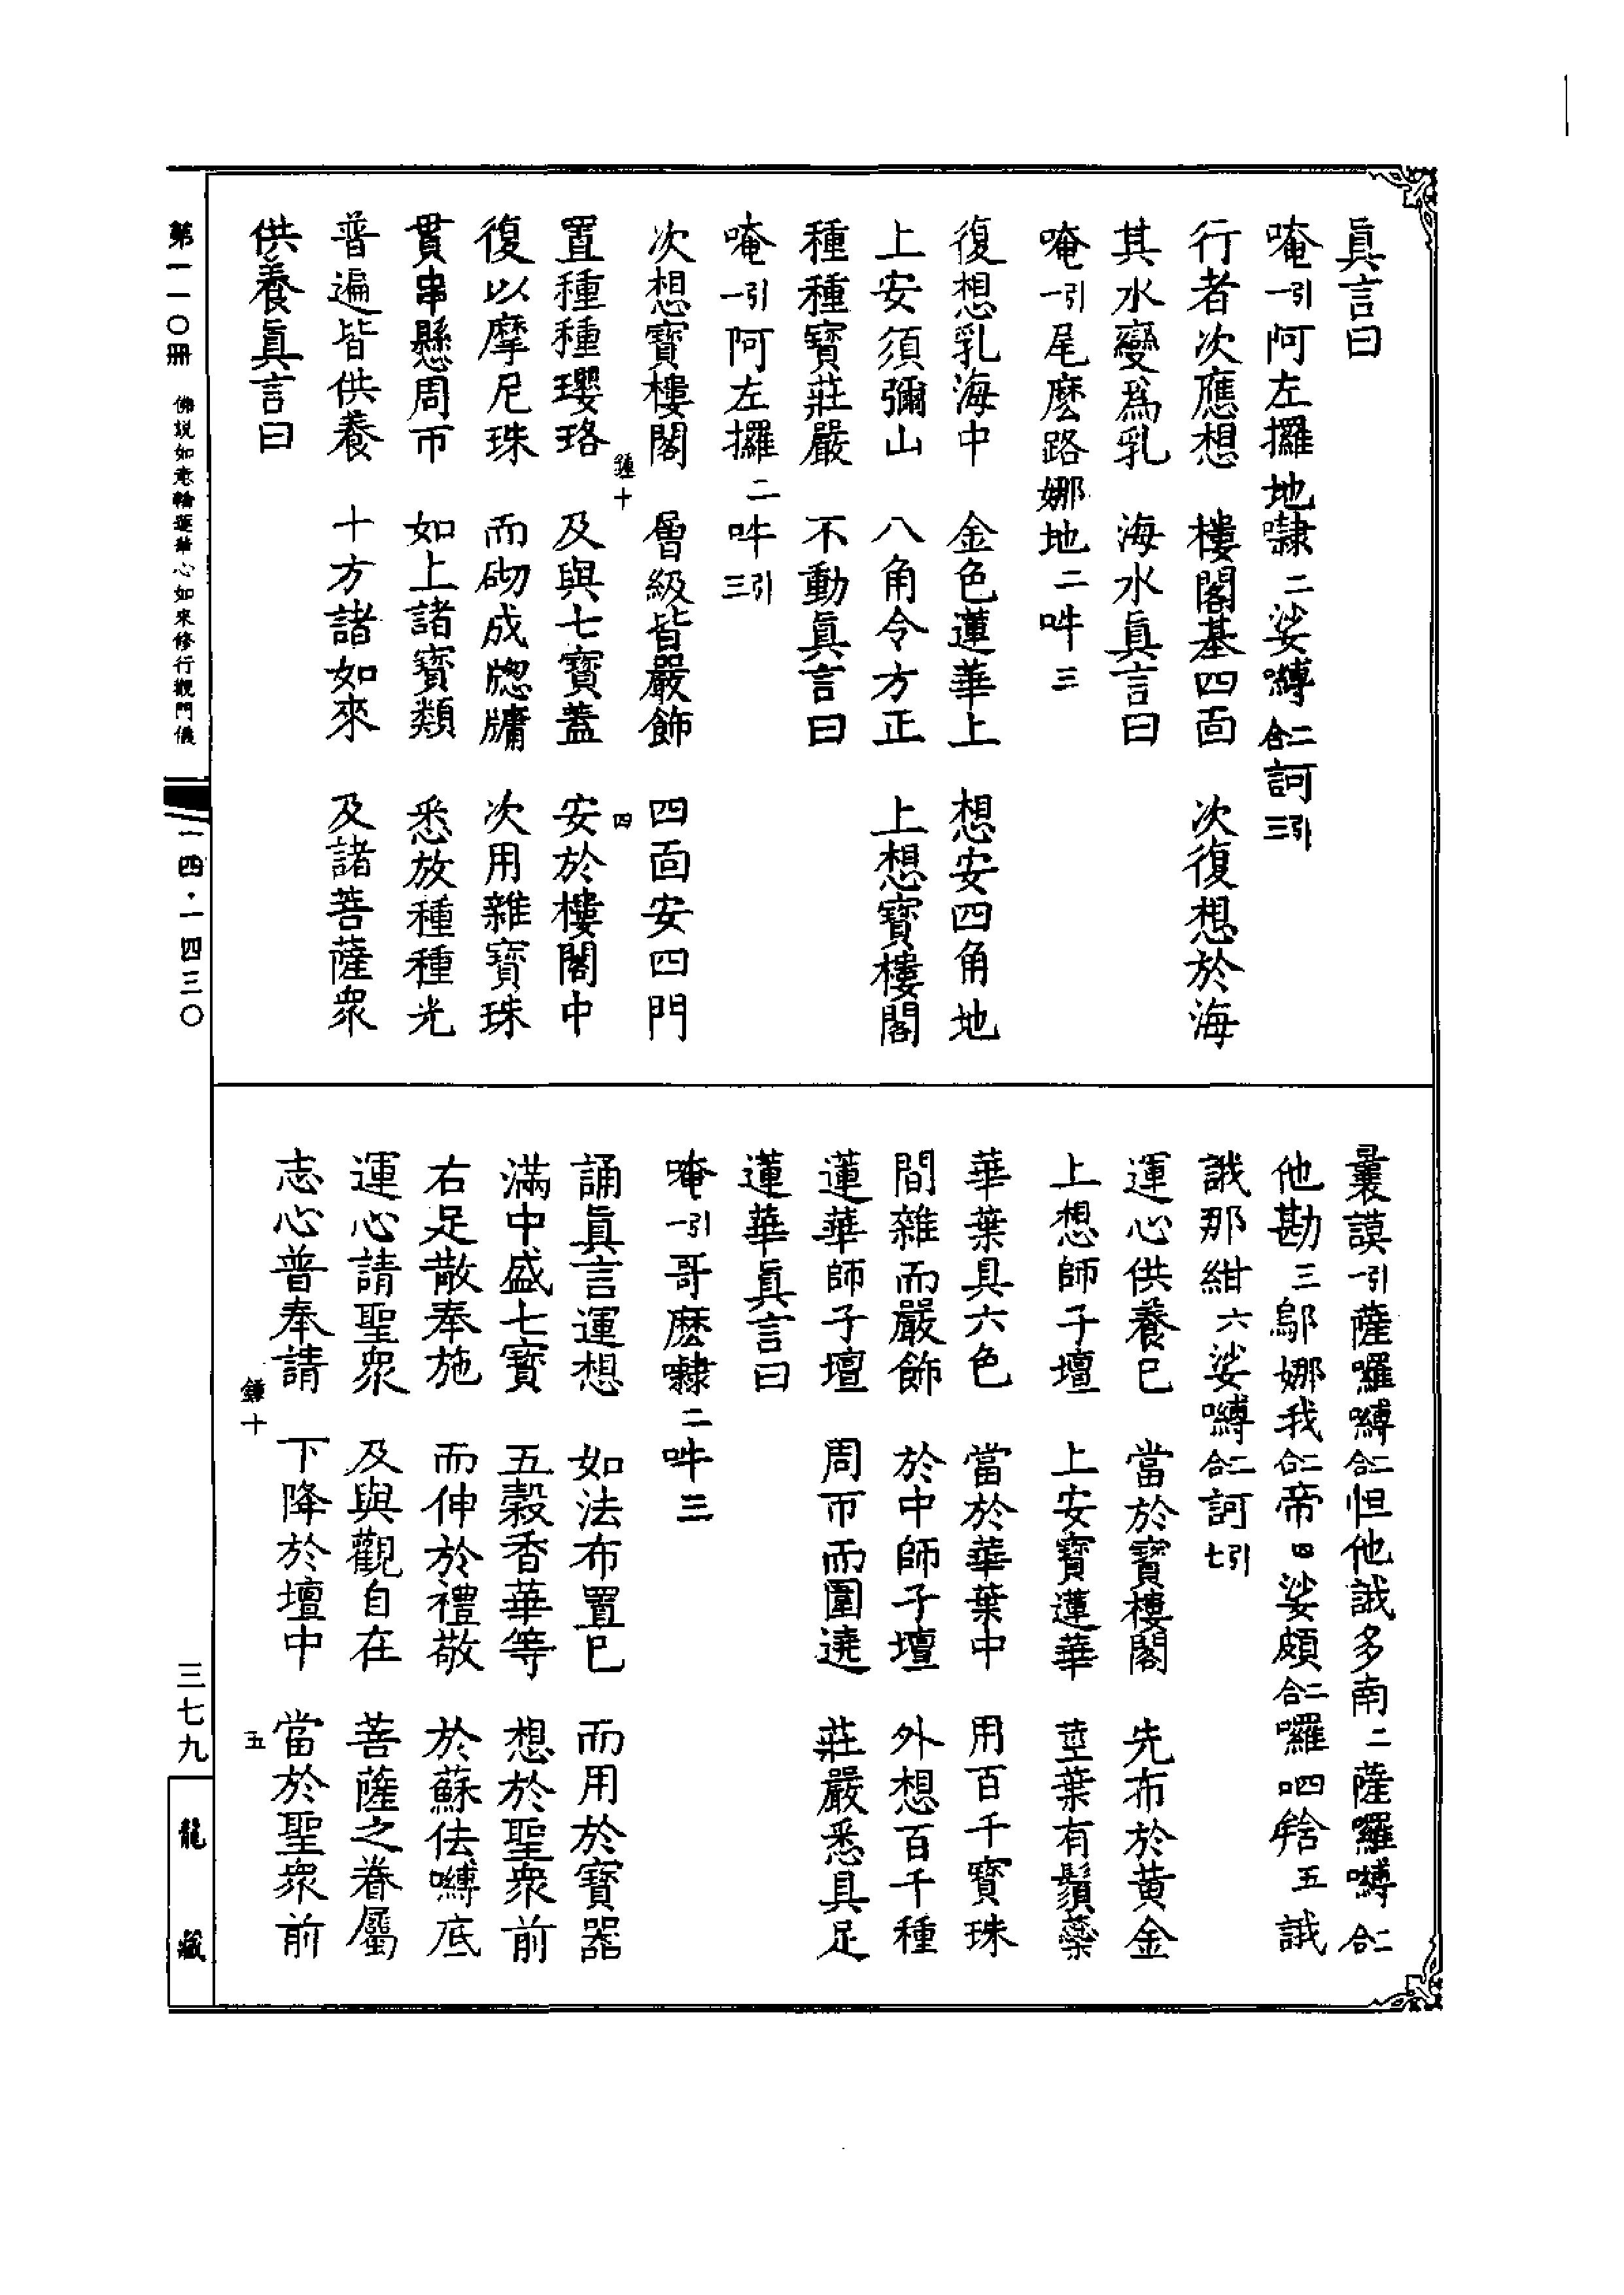 眞言曰
唵引一阿左攞地㘑二娑嚩二合訶引三
行者次應想　樓閣基四面　次復想於海
其水變爲乳　海水眞言曰
唵引一尾麽路娜地二吽三
復想乳海中　金色蓮華上　想安四角地
上安須彌山　八角令方正　上想寶樓閣
種種寶莊嚴　不動眞言曰
唵引一阿左攞二吽引三
次想寶樓閣　層級皆嚴飾　四面安四門
鍾十　四
置種種瓔珞　及與七寶蓋　安於樓閣中
復以摩尼珠　而砌成牎牗　次用雜寶珠
貫串懸周帀　如上諸寶類　悉放種種光
普遍皆供養　十方諸如來　及諸菩薩衆
供養眞言曰
曩謨引一薩囉嚩二合怛他誐多南二薩囉嚩二合
他勘三鄔娜我二合帝四娑頗二合囉呬𤚥五誐
誐那紺六娑嚩二合訶引七
運心供養已　當於寶樓閣　先布於黄金
上想師子壇　上安寶蓮華　莖葉有鬚蘂
華葉具六色　當於華葉中　用百千寶珠
間雜而嚴飾　於中師子壇　外想百千種
蓮華師子壇　周帀而圍遶　莊嚴悉具足
蓮華眞言曰
唵引一哥麽㘑二吽三
誦眞言運想　如法布置已　而用於寶器
滿中盛七寶　五榖香華等　想於聖衆前
右足散奉施　而伸於禮敬　於蘇佉嚩底
運心請聖衆　及與觀自在　菩薩之眷屬
志心普奉請　下降於壇中　當於聖衆前
鍾十　五
第一一〇冊　佛説如意輪蓮華心如來修行觀門儀
一四·一四三〇
三七九
龍藏